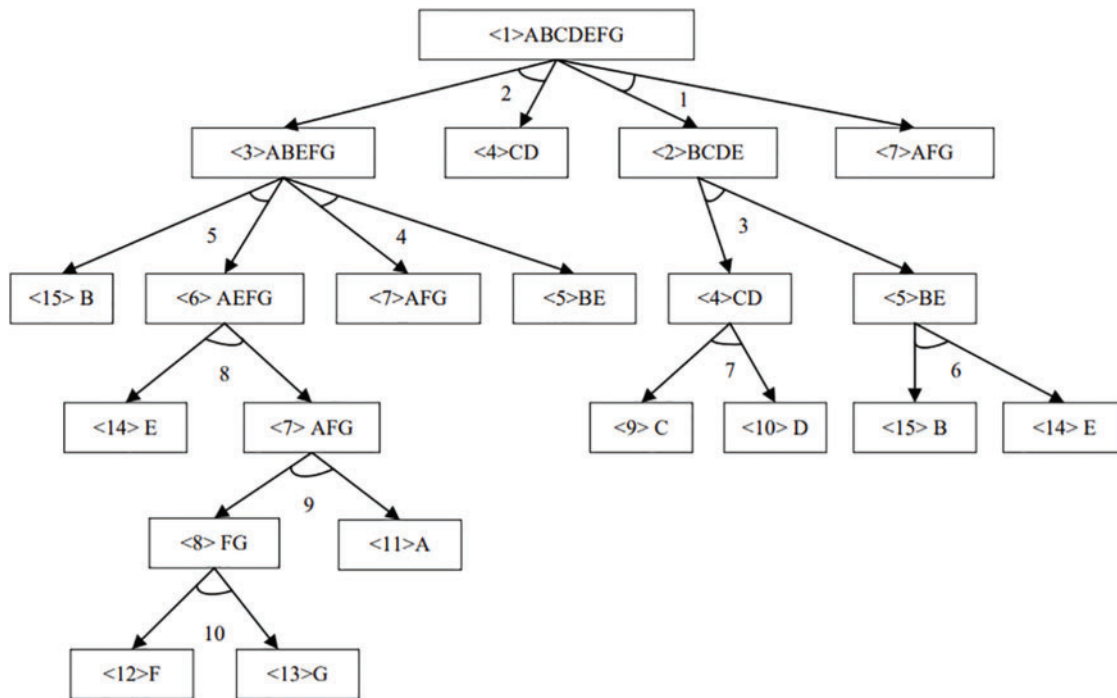 <1>ABCDEFG
2
1
<3>ABEFG
<4>CD
<2>BCDE
<7>AFG
5
4
3
<15> B
<6> AEFG
<7>AFG
<5>BE
<4>CD
<5>BE
8
7
6
<14> E
<7> AFG
<9> C
<10> D
<15> B
<14> E
9
<8> FG
<11>A
10
<12>F
<13>G